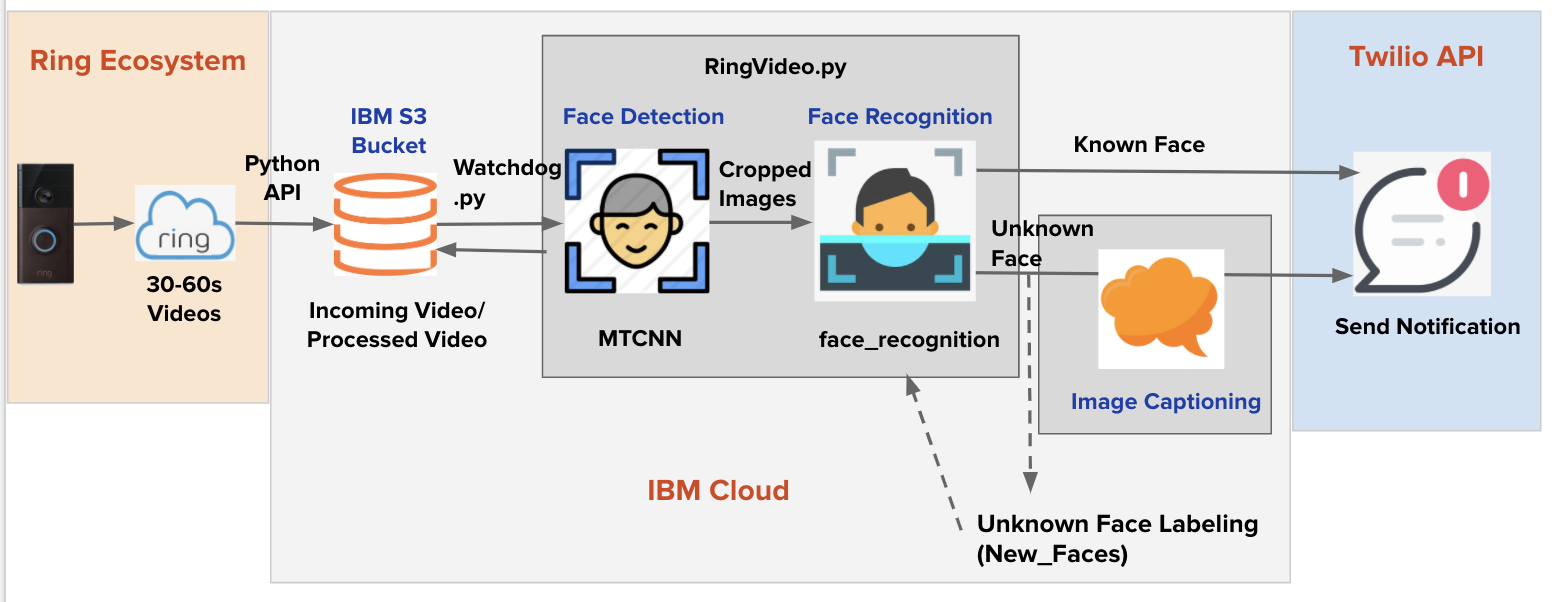 Ring Ecosystem
Python
API
ring
ring
30-60s
Videos
IBM S3
Bucket
Incoming Video/
Processed Video
Watchdog
.py
RingVideo.py
Face Detection
MTCNN
Cropped
Images
Face Recognition
face_recognition
Known Face
Unknown
Face
Image Captioning
Unknown Face Labeling
(New_Faces)
IBM Cloud
Twilio API
Send Notification